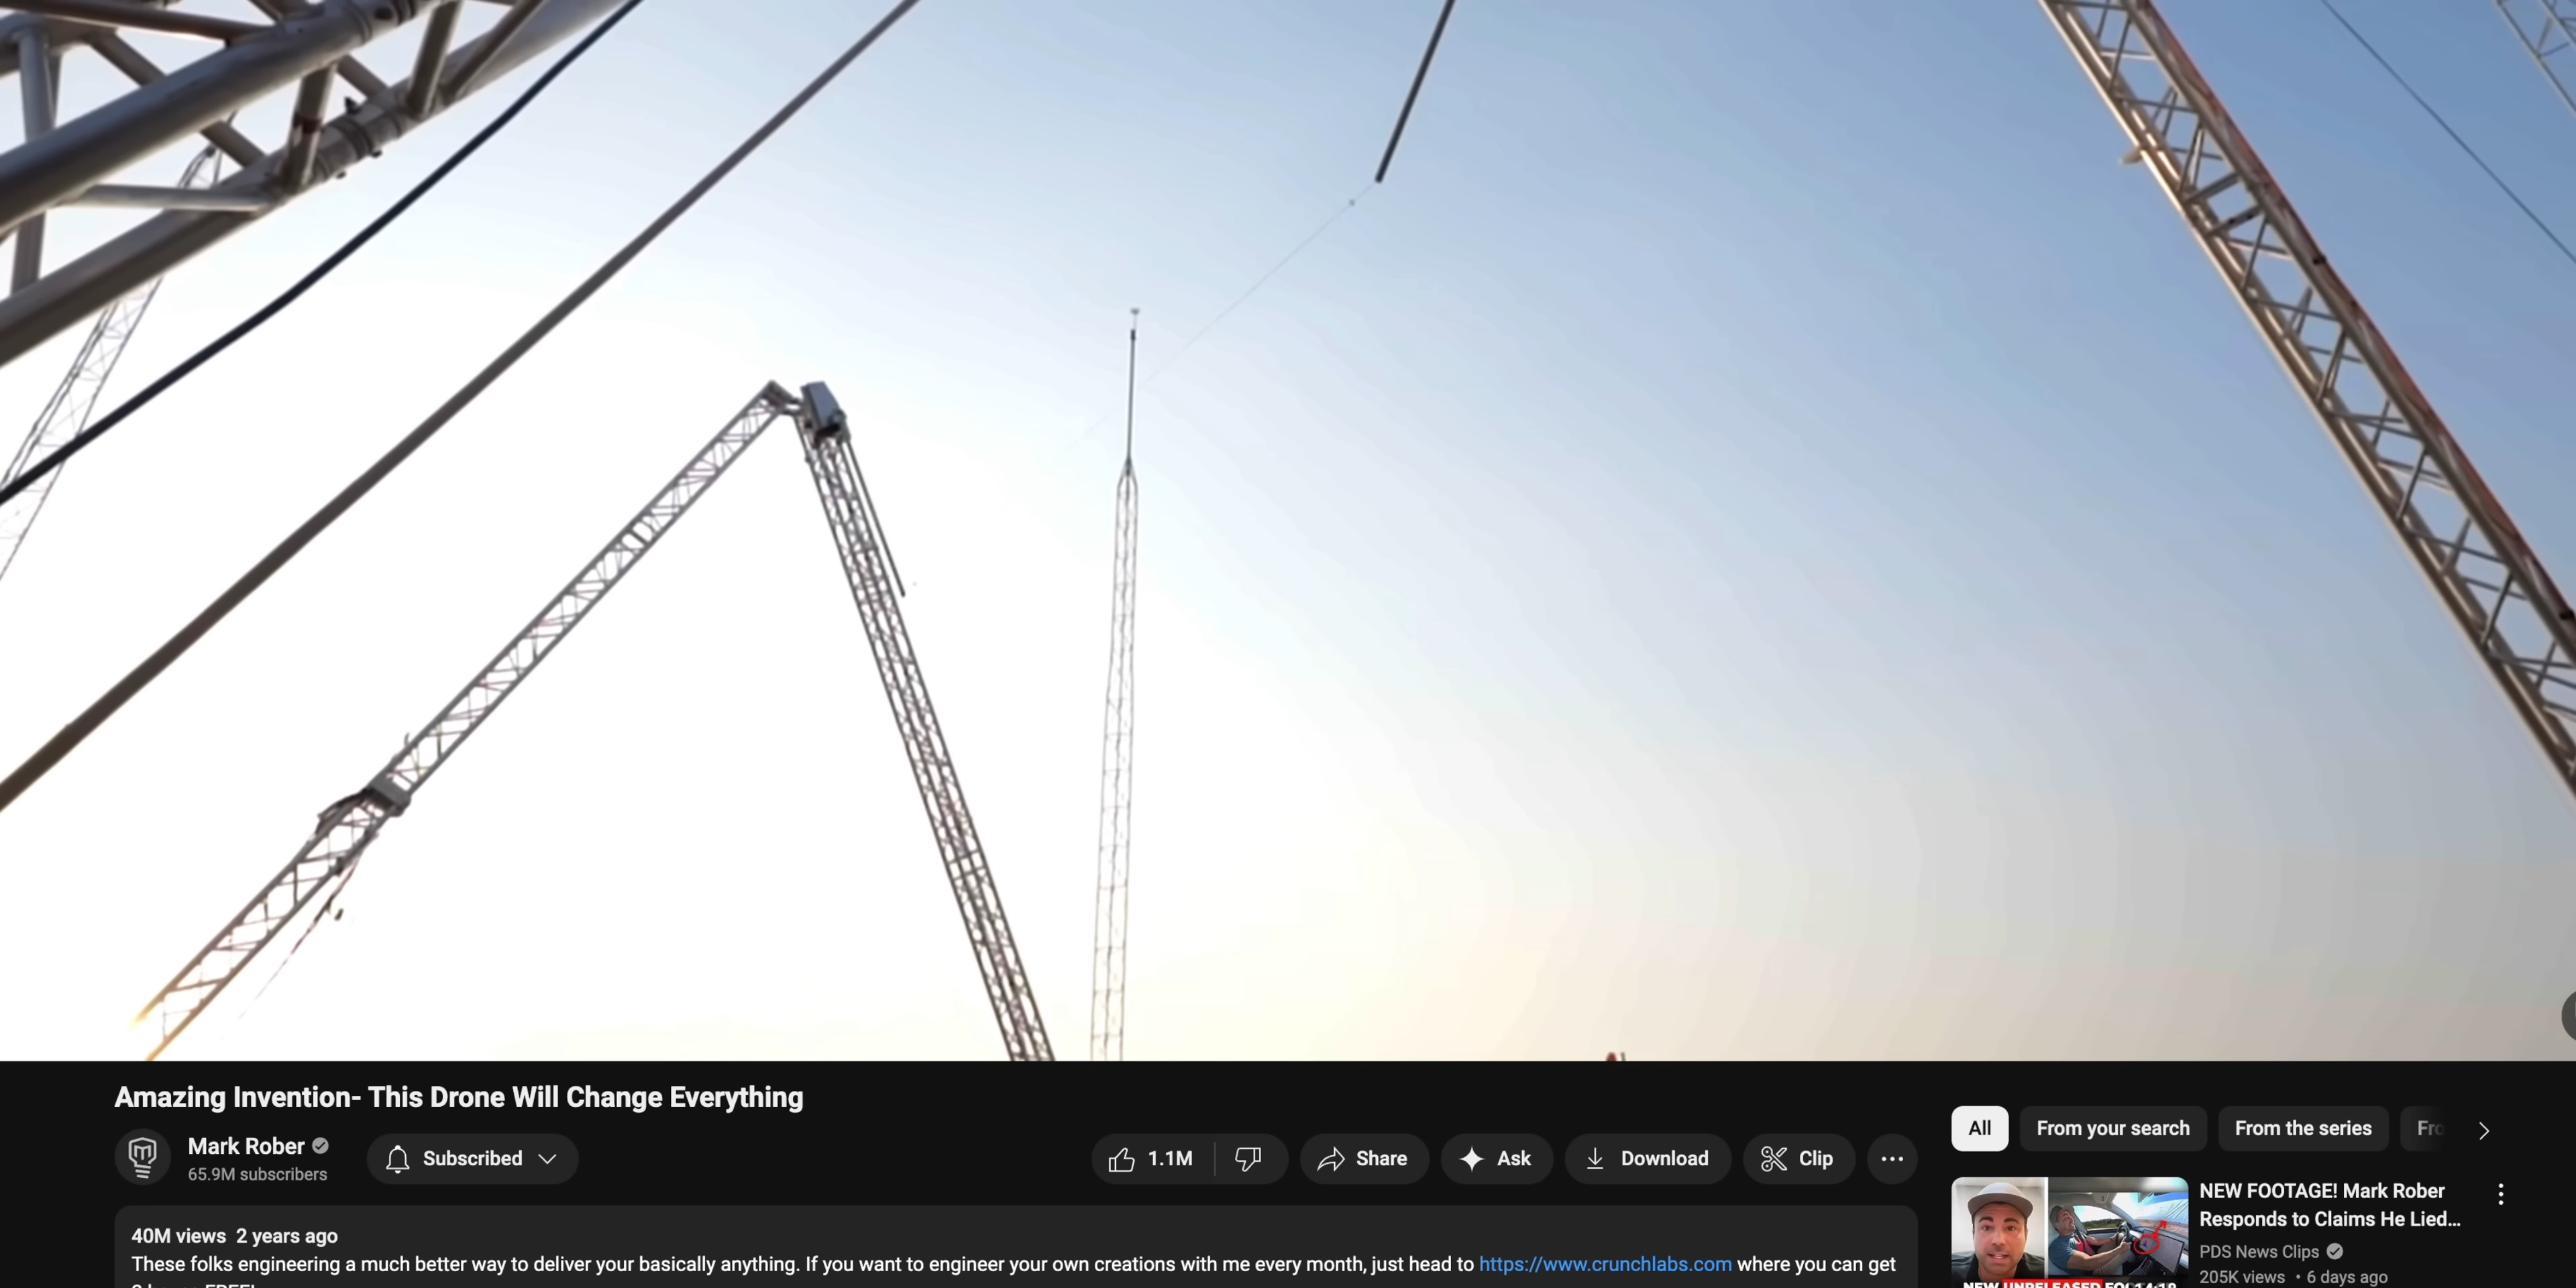 Amazing Invention- This Drone Will Change Everything
Mark Rober
65.9M subscribers
Subscribed
1.1M
Share
Ask
Download
Clip
40M views 2 years ago
These folks engineering a much better way to deliver your basically anything. If you want to engineer your own creations with me every month, just head to https://www.crunchlabs.com where you can get
All
From your search
From the series
NEW FOOTAGE! Mark Rober
Responds to Claims He Lied...
PDS News Clips
205K views • 6 days ago